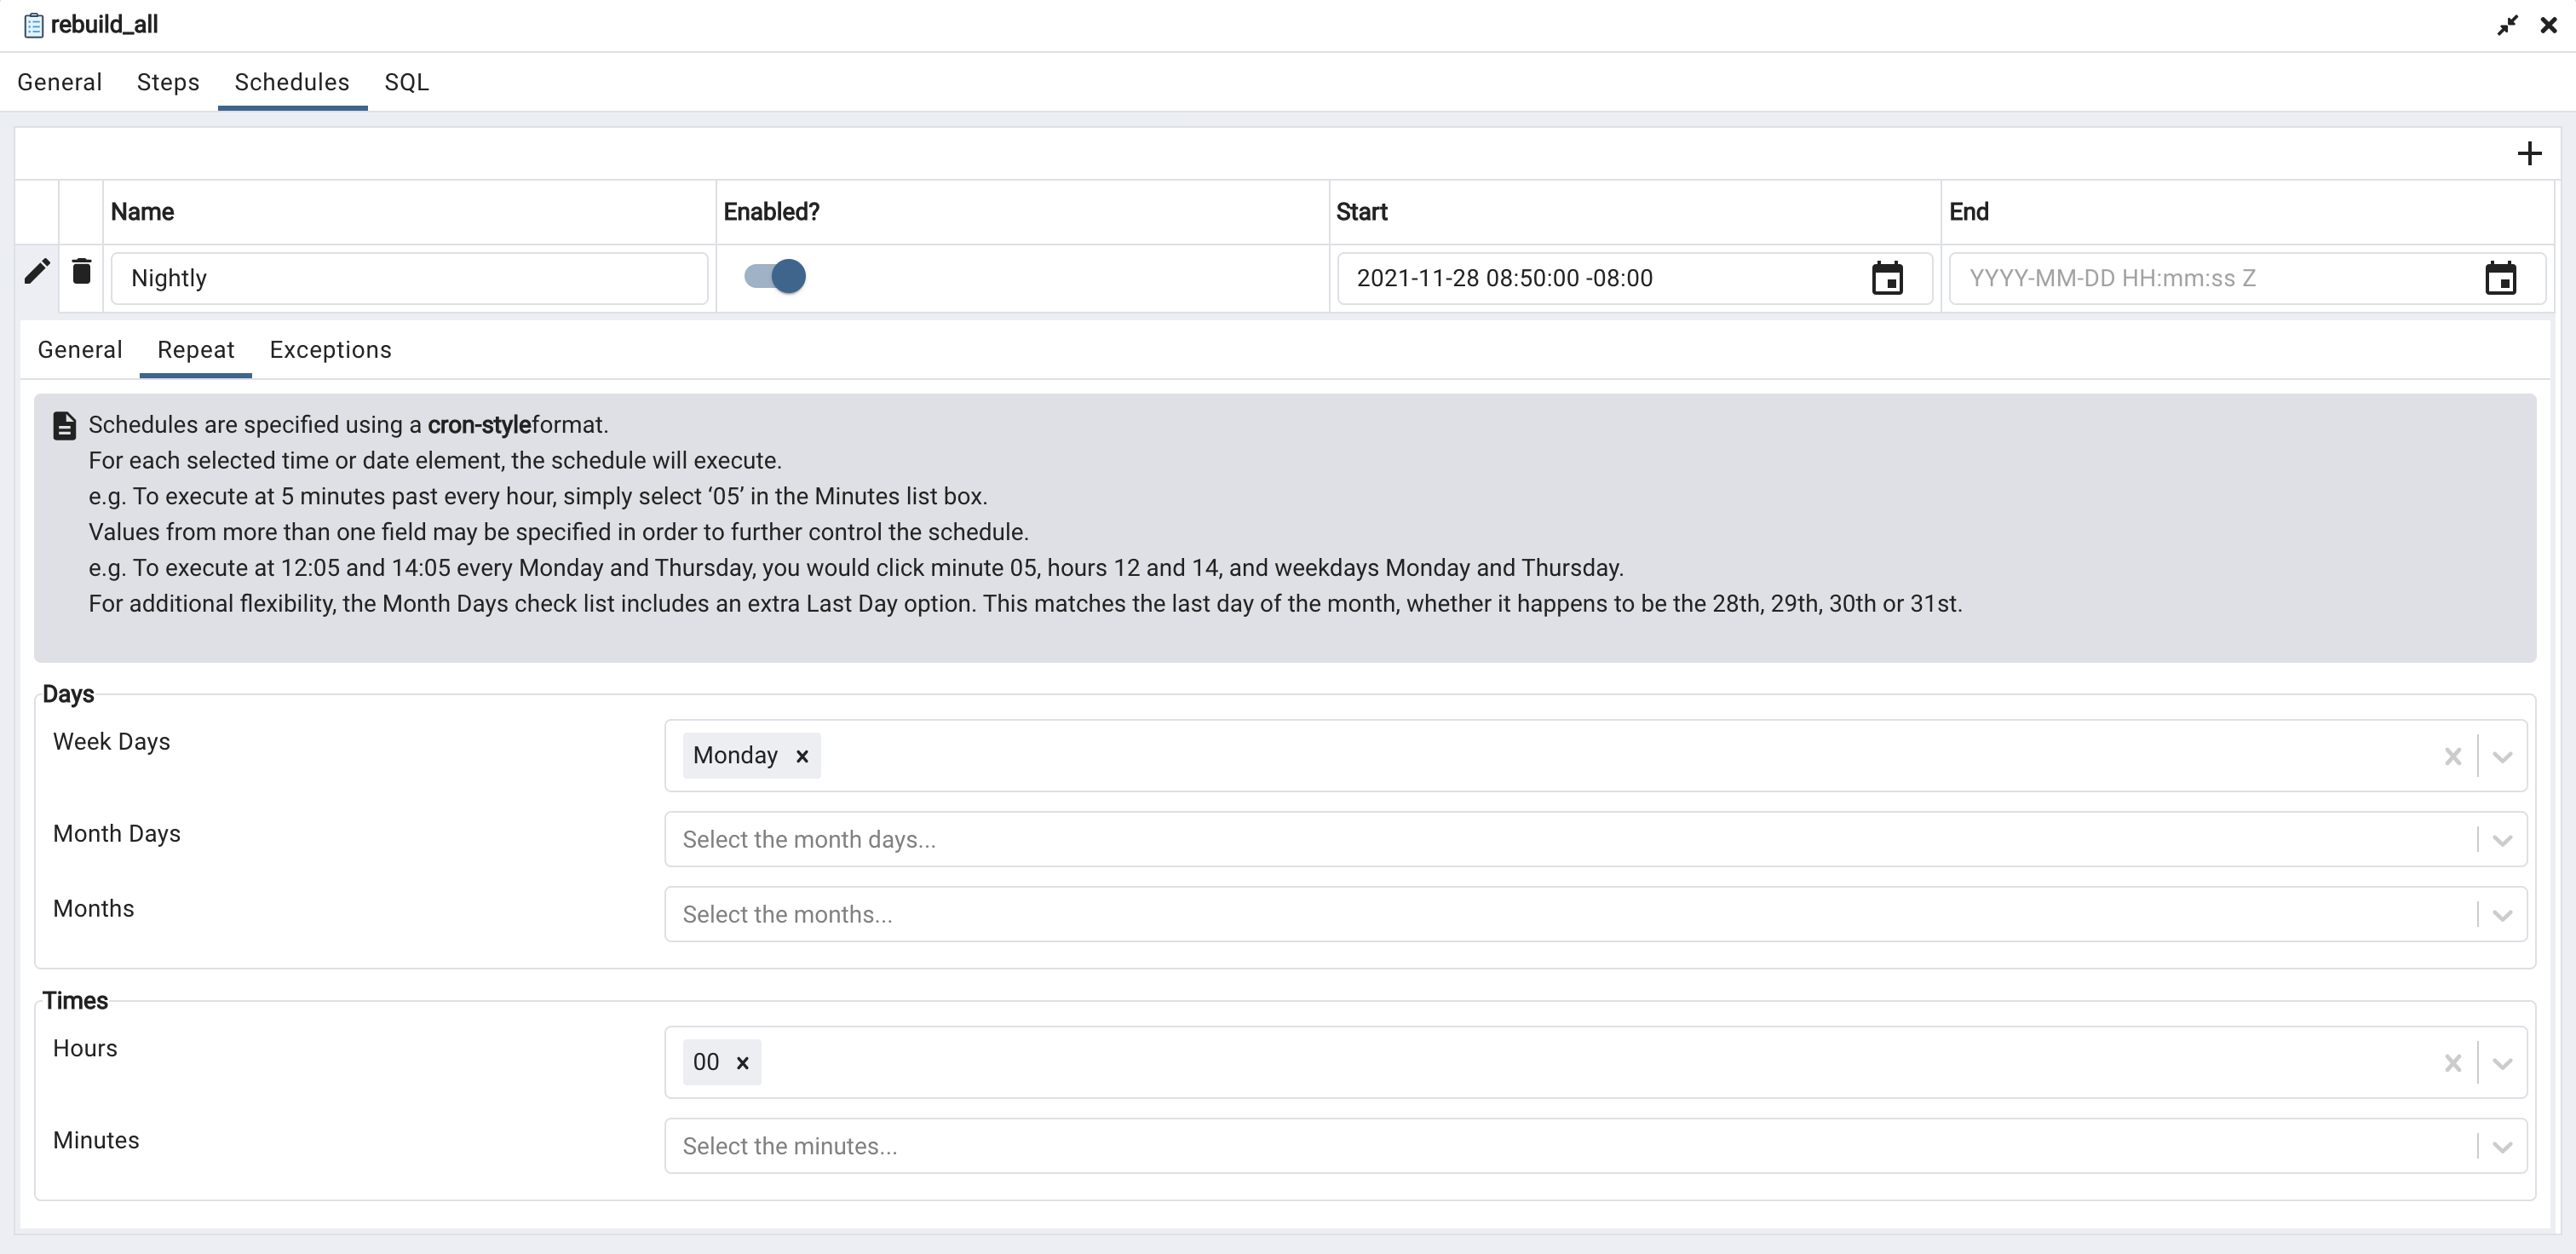 rebuild_all
General Steps Schedules SQL
Name Enabled? Start End
Nightly 2021-11-28 08:50:00 -08:00 YYYY-MM-DD HH:mm:ss Z
General Repeat Exceptions
Schedules are specified using a cron-styleformat.
For each selected time or date element, the schedule will execute.
e.g. To execute at 5 minutes past every hour, simply select ‘05’ in the Minutes list box.
Values from more than one field may be specified in order to further control the schedule.
e.g. To execute at 12:05 and 14:05 every Monday and Thursday, you would click minute 05, hours 12 and 14, and weekdays Monday and Thursday.
For additional flexibility, the Month Days check list includes an extra Last Day option. This matches the last day of the month, whether it happens to be the 28th, 29th, 30th or 31st.
Days
Week Days Monday
Month Days Select the month days...
Months Select the months...
Times
Hours 00
Minutes Select the minutes...